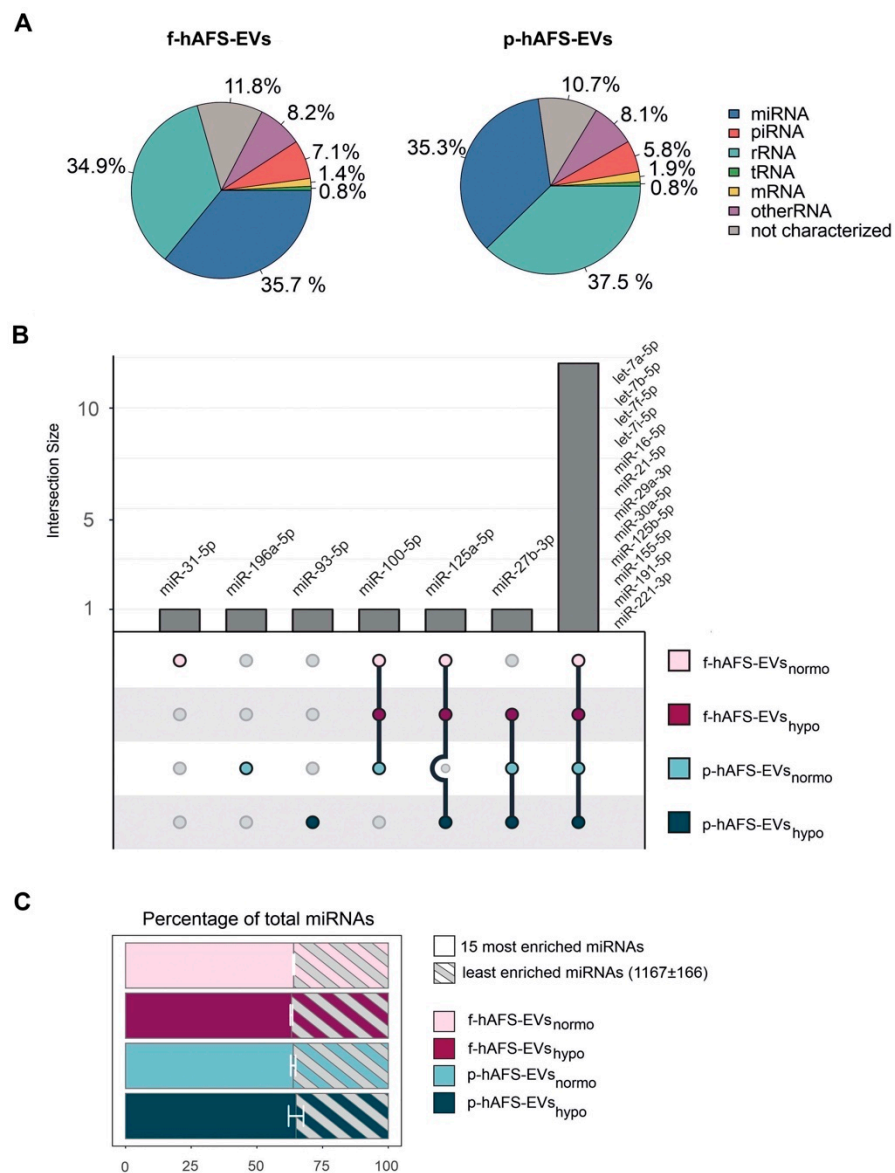 A
f-hAFS-EVs
p-hAFS-EVs
11.8%
8.2%
7.1%
1.4%
0.8%
34.9%
35.7 %
10.7%
8.1%
5.8%
1.9%
0.8%
35.3%
37.5 %
miRNA
piRNA
rRNA
tRNA
mRNA
otherRNA
not characterized
B
Intersection Size
10
5
1
miR-31-5p
miR-196a-5p
miR-93-5p
miR-100-5p
miR-125a-5p
miR-27b-3p
let-7a-5p
let-7b-5p
let-7f-5p
let-7i-5p
miR-16-5p
miR-21-5p
miR-29a-3p
miR-30a-5p
miR-125b-5p
miR-155-5p
miR-191-5p
miR-221-3p
f-hAFS-EVsnormo
f-hAFS-EVshypo
p-hAFS-EVsnormo
p-hAFS-EVshypo
C
Percentage of total miRNAs
0 25 50 75 100
15 most enriched miRNAs
least enriched miRNAs (1167±166)
f-hAFS-EVsnormo
f-hAFS-EVshypo
p-hAFS-EVsnormo
p-hAFS-EVshypo